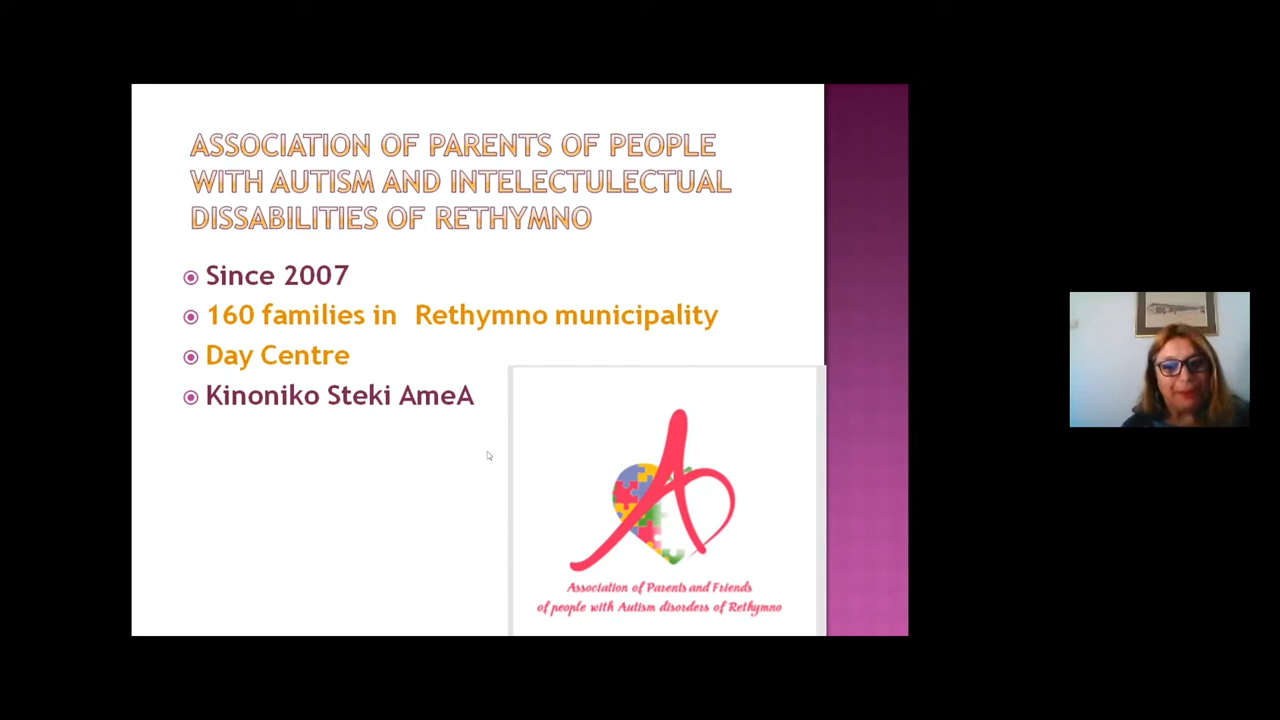 ASSOCIATION OF PARENTS OF PEOPLE
WITH AUTISM AND INTELECTULECTUAL
DISSABILITIES OF RETHYMNO
Since 2007
160 families in Rethymno municipality
Day Centre
Kinoniko Steki AmeA
Association of Parents and Friends
of people with Autism disorders of Rethymno